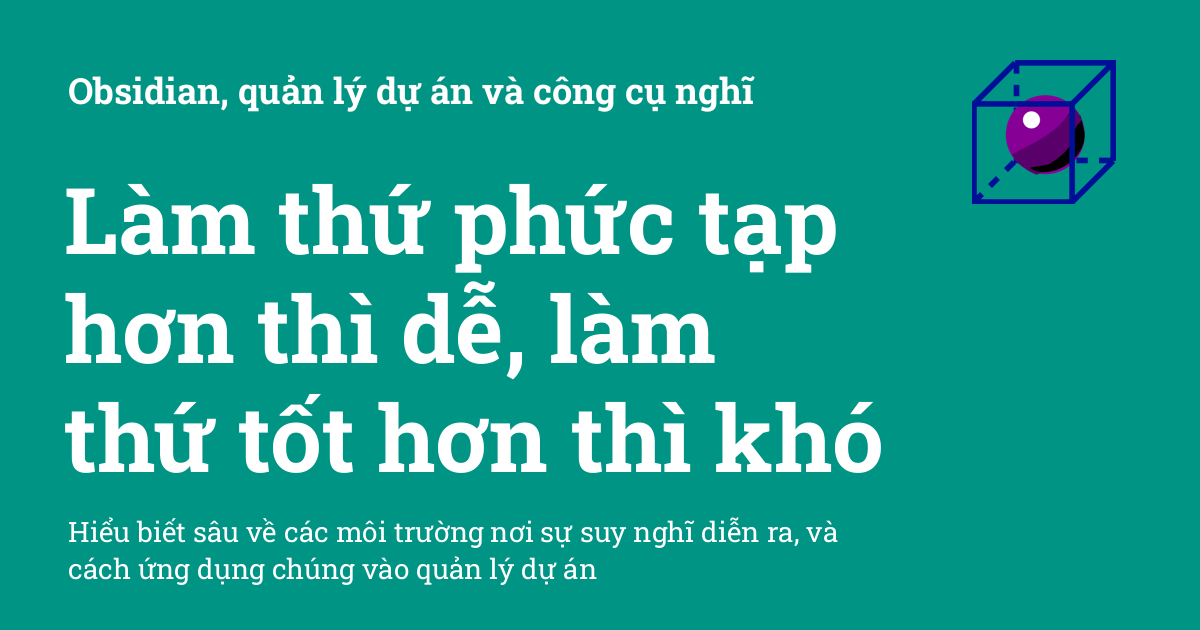 Obsidian, quản lý dự án và công cụ nghĩ
Làm thứ phức tạp
hơn thì dễ, làm
thứ tốt hơn thì khó
Hiểu biết sâu về các môi trường nơi sự suy nghĩ diễn ra, và
cách ứng dụng chúng vào quản lý dự án